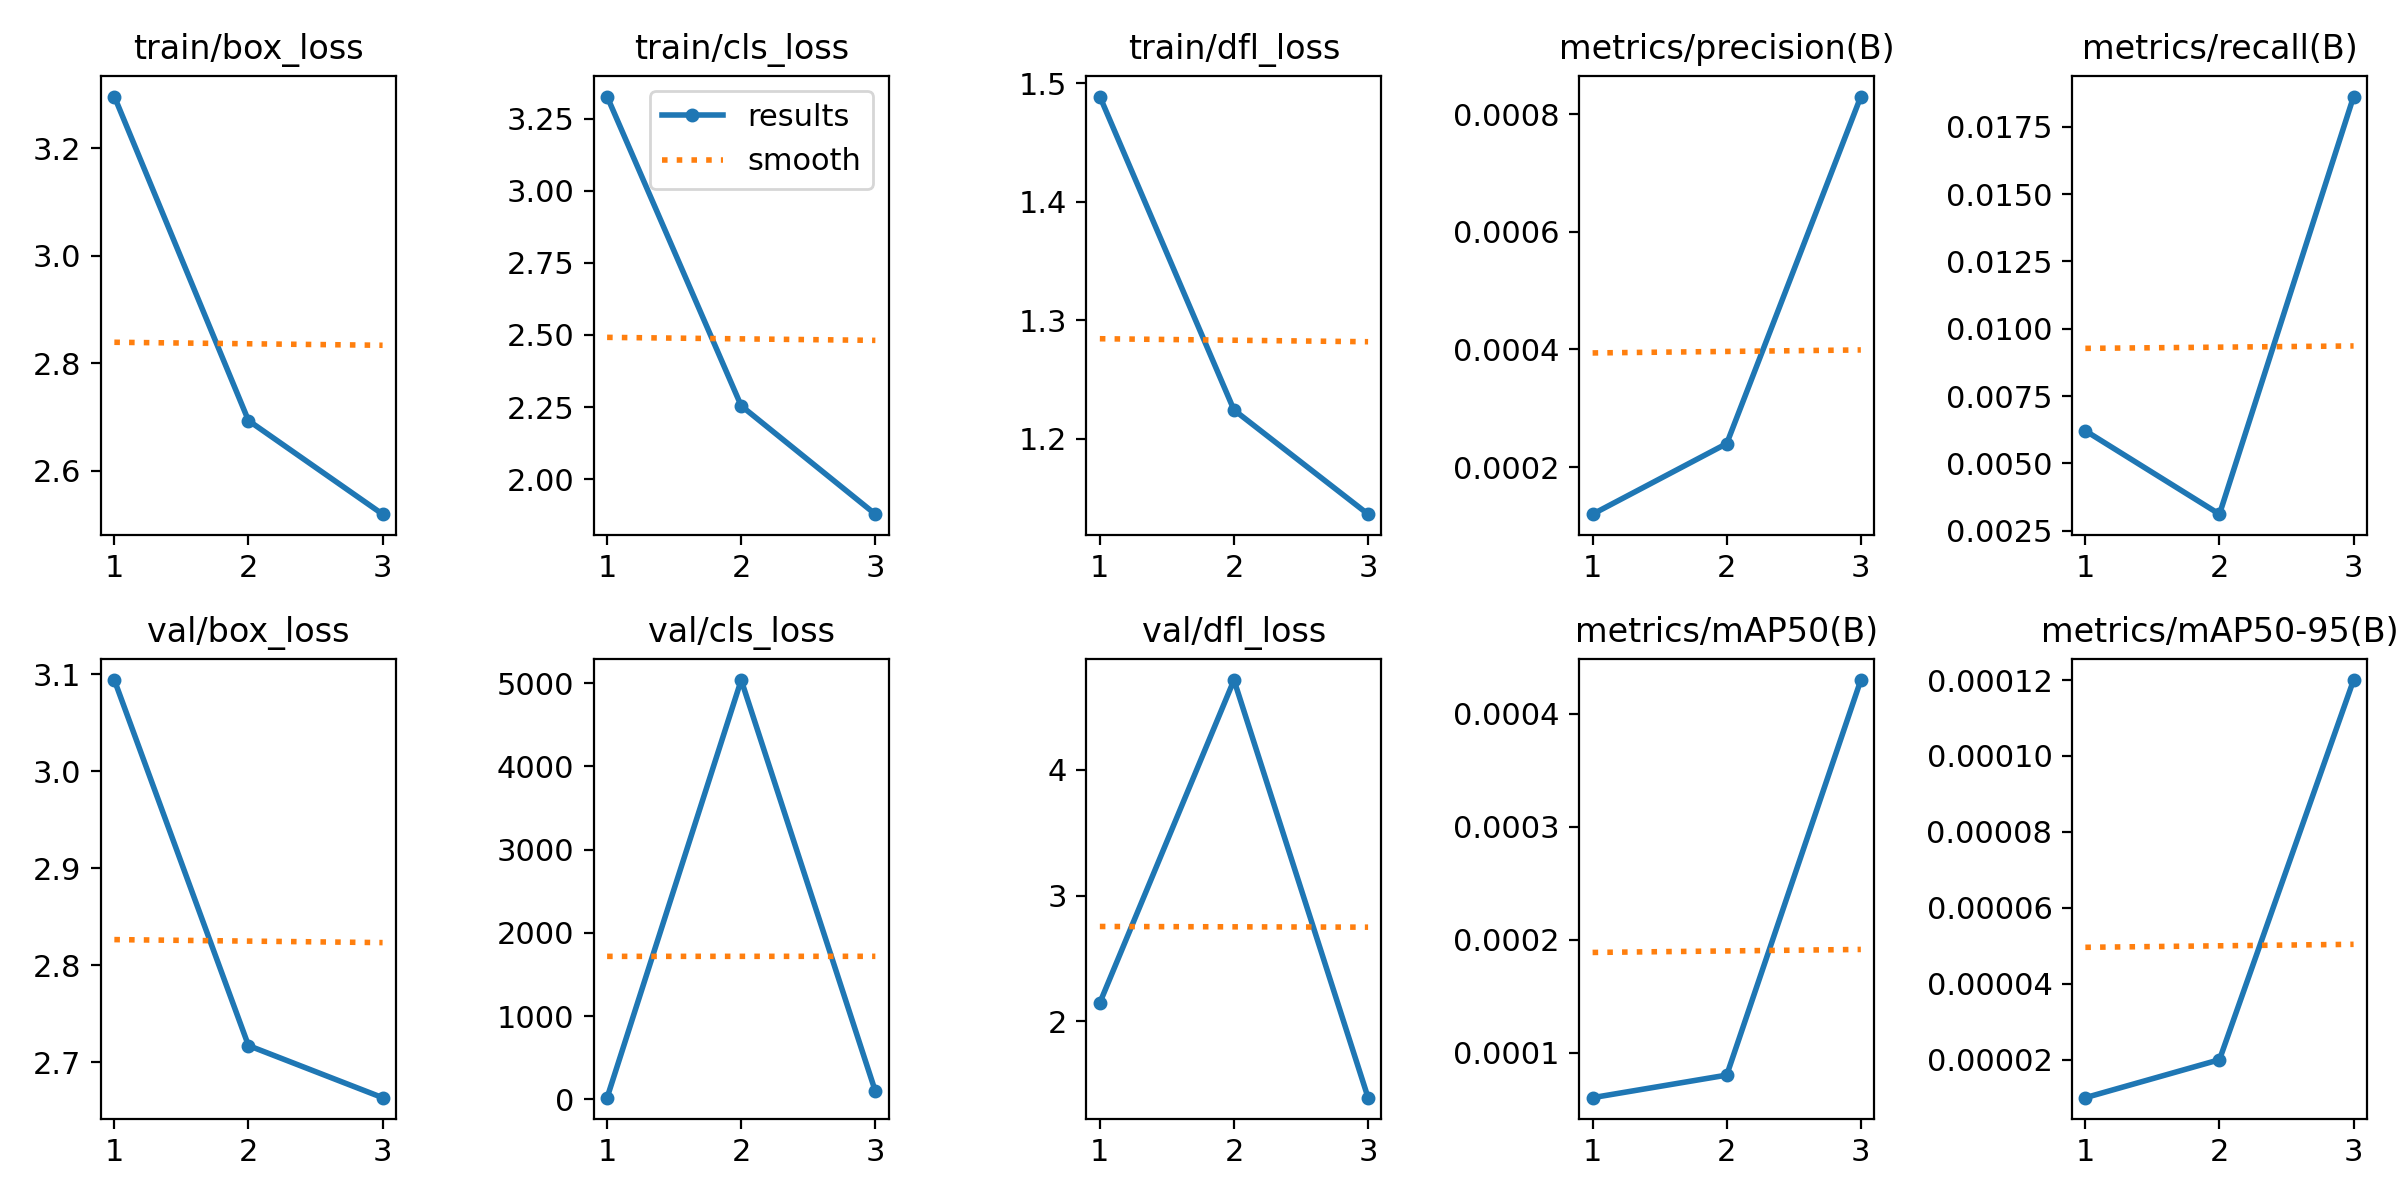 train/box_loss
3.2
3.0
2.8
2.6
1 2 3
train/cls_loss
results
smooth
3.25
3.00
2.75
2.50
2.25
2.00
1 2 3
train/dfl_loss
1.5
1.4
1.3
1.2
1 2 3
metrics/precision(B)
0.0008
0.0006
0.0004
0.0002
1 2 3
metrics/recall(B)
0.0175
0.0150
0.0125
0.0100
0.0075
0.0050
0.0025
1 2 3
val/box_loss
3.1
3.0
2.9
2.8
2.7
1 2 3
val/cls_loss
5000
4000
3000
2000
1000
0
1 2 3
val/dfl_loss
4
3
2
1 2 3
metrics/mAP50(B)
0.0004
0.0003
0.0002
0.0001
1 2 3
metrics/mAP50-95(B)
0.00012
0.00010
0.00008
0.00006
0.00004
0.00002
1 2 3